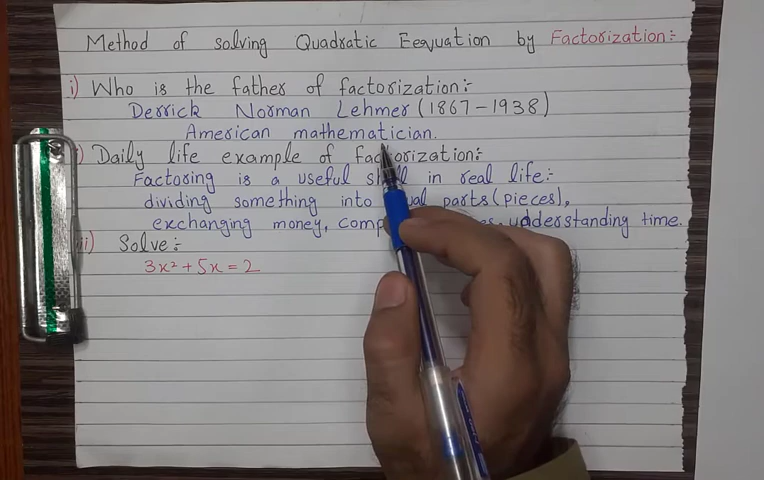 Method of solving Quadratic Eequation by Factorization:-
i) Who is the father of factorization:-
Derrick Norman Lehmer (1867-1938)
American mathematician.
) Daily life example of factorization:-
Factoring is a useful skill in real life:-
dividing something into parts (pieces),
exchanging money, understanding time.
) Solve:-
3x² + 5x = 2